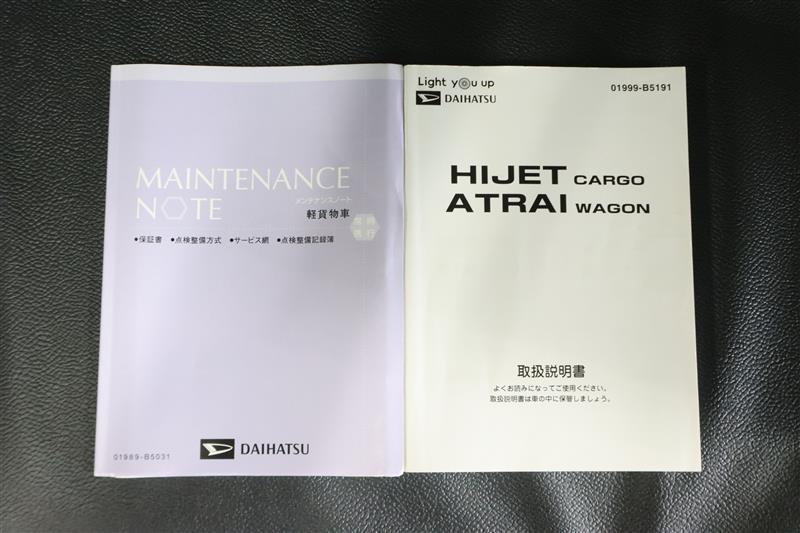 MAINTENANCE
NOTE
メンテナンスノート
軽貨物車
•保証書 •点検整備方式 •サービス網 •点検整備記録簿
01989-B5031
DAIHATSU
Light you up
DAIHATSU
01999-B5191
HIJET CARGO
ATRAI WAGON
取扱説明書
よくお読みになってご使用ください。
取扱説明書は車の中に保管しましょう。